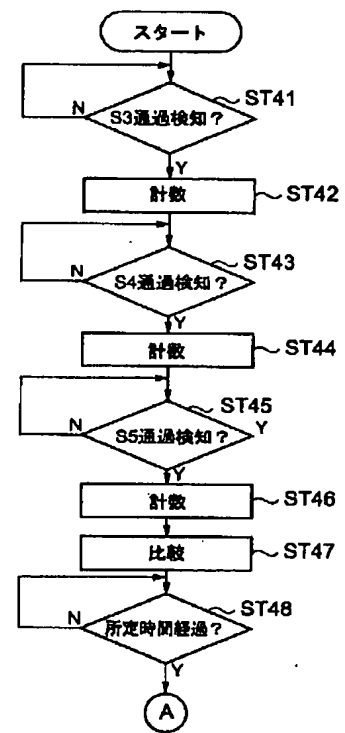 スタート
ST41
S3通過検知？
N
Y
計数
ST42
ST43
S4通過検知？
N
Y
計数
ST44
ST45
S5通過検知？
N
Y
Y
計数
ST46
比較
ST47
ST48
所定時間経過？
N
Y
A